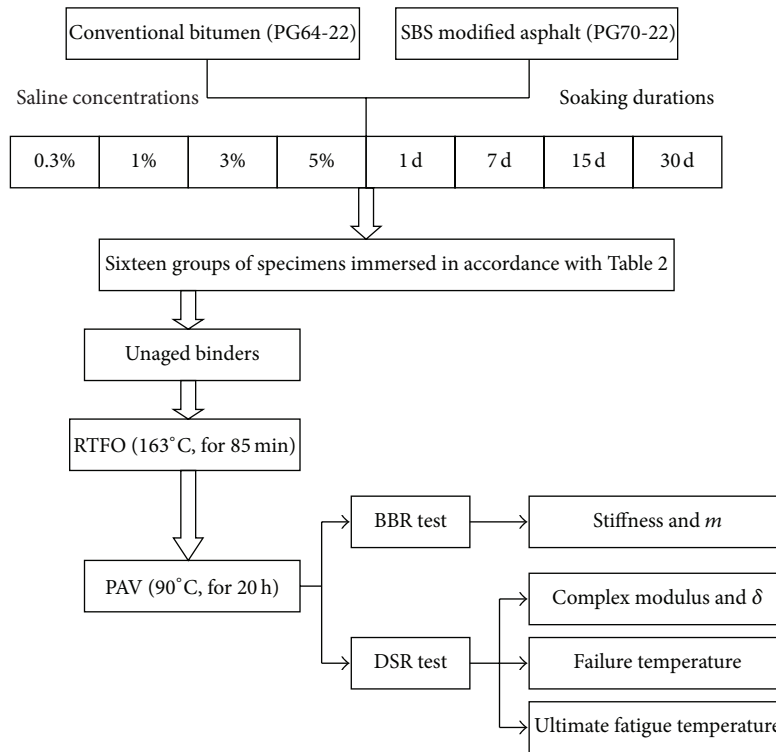 Conventional bitumen (PG64-22)
SBS modified asphalt (PG70-22)
Saline concentrations
Soaking durations
0.3%
1%
3%
5%
1 d
7 d
15 d
30 d
Sixteen groups of specimens immersed in accordance with Table 2
Unaged binders
RTFO (163°C, for 85 min)
PAV (90°C, for 20 h)
BBR test
Stiffness and m
DSR test
Complex modulus and δ
Failure temperature
Ultimate fatigue temperature